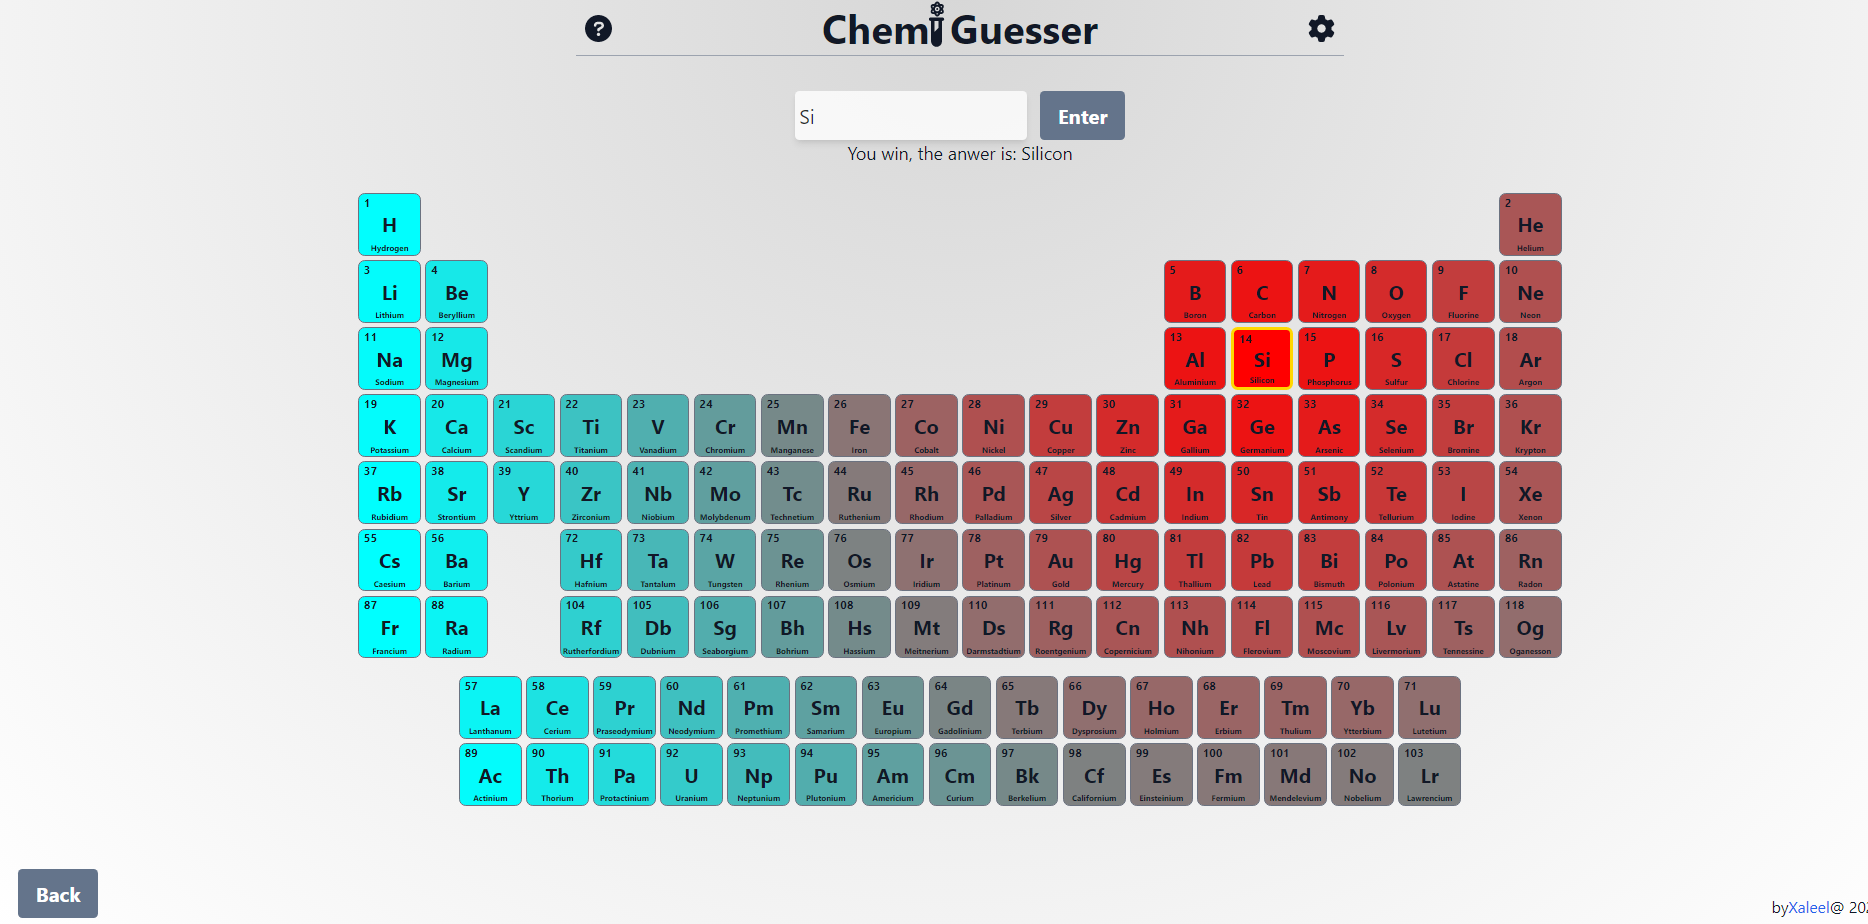 ? Chem Guesser
Si Enter
You win, the anwer is: Silicon
1 2
H He
Hydrogen Helium
3 4 5 6 7 8 9 10
Li Be B C N O F Ne
Lithium Beryllium Boron Carbon Nitrogen Oxygen Fluorine Neon
11 12 13 14 15 16 17 18
Na Mg Al Si P S Cl Ar
Sodium Magnesium Aluminium Silicon Phosphorus Sulfur Chlorine Argon
19 20 21 22 23 24 25 26 27 28 29 30 31 32 33 34 35 36
K Ca Sc Ti V Cr Mn Fe Co Ni Cu Zn Ga Ge As Se Br Kr
Potassium Calcium Scandium Titanium Vanadium Chromium Manganese Iron Cobalt Nickel Copper Zinc Gallium Germanium Arsenic Selenium Bromine Krypton
37 38 39 40 41 42 43 44 45 46 47 48 49 50 51 52 53 54
Rb Sr Y Zr Nb Mo Tc Ru Rh Pd Ag Cd In Sn Sb Te I Xe
Rubidium Strontium Yttrium Zirconium Niobium Molybdenum Technetium Ruthenium Rhodium Palladium Silver Cadmium Indium Tin Antimony Tellurium Iodine Xenon
55 56 72 73 74 75 76 77 78 79 80 81 82 83 84 85 86
Cs Ba Hf Ta W Re Os Ir Pt Au Hg Tl Pb Bi Po At Rn
Caesium Barium Hafnium Tantalum Tungsten Rhenium Osmium Iridium Platinum Gold Mercury Thallium Lead Bismuth Polonium Astatine Radon
87 88 104 105 106 107 108 109 110 111 112 113 114 115 116 117 118
Fr Ra Rf Db Sg Bh Hs Mt Ds Rg Cn Nh Fl Mc Lv Ts Og
Francium Radium Rutherfordium Dubnium Seaborgium Bohrium Hassium Meitnerium Darmstadtium Roentgenium Copernicium Nihonium Flerovium Moscovium Livermorium Tennessine Oganesson
57 58 59 60 61 62 63 64 65 66 67 68 69 70 71
La Ce Pr Nd Pm Sm Eu Gd Tb Dy Ho Er Tm Yb Lu
Lanthanum Cerium Praseodymium Neodymium Promethium Samarium Europium Gadolinium Terbium Dysprosium Holmium Erbium Thulium Ytterbium Lutetium
89 90 91 92 93 94 95 96 97 98 99 100 101 102 103
Ac Th Pa U Np Pu Am Cm Bk Cf Es Fm Md No Lr
Actinium Thorium Protactinium Uranium Neptunium Plutonium Americium Curium Berkelium Californium Einsteinium Fermium Mendelevium Nobelium Lawrencium
Back
byXaleel@ 202